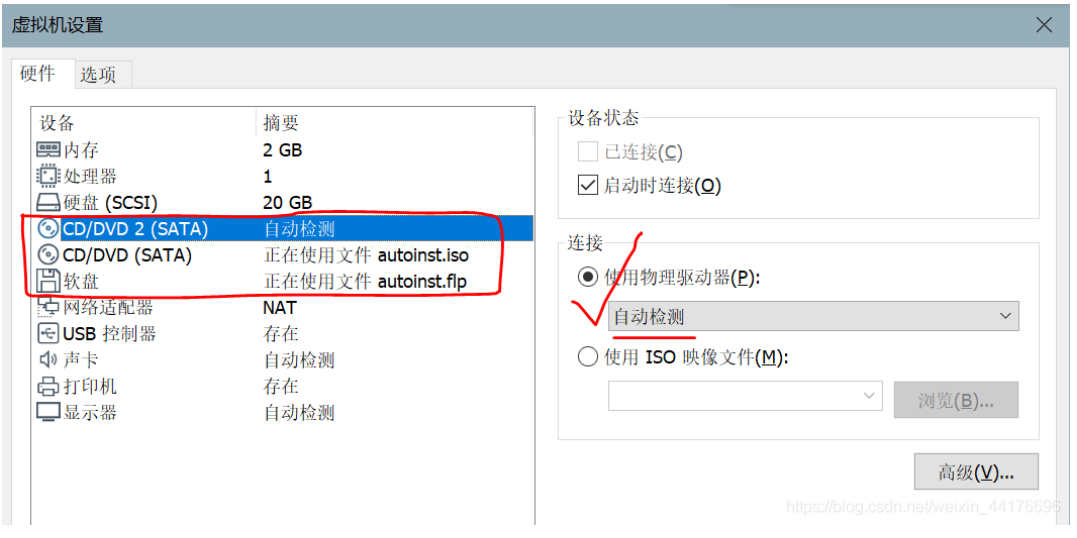 虚拟机设置
硬件 选项
设备 摘要
内存 2 GB
处理器 1
硬盘 (SCSI) 20 GB
CD/DVD 2 (SATA) 自动检测
CD/DVD (SATA) 正在使用文件 autoinst.iso
软盘 正在使用文件 autoinst.flp
网络适配器 NAT
USB 控制器 存在
声卡 自动检测
打印机 存在
显示器 自动检测
设备状态
已连接(C)
启动时连接(O)
连接
使用物理驱动器(P):
自动检测
使用 ISO 映像文件(M):
浏览(B)...
高级(V)...
https://blog.csdn.net/weixin_44176696